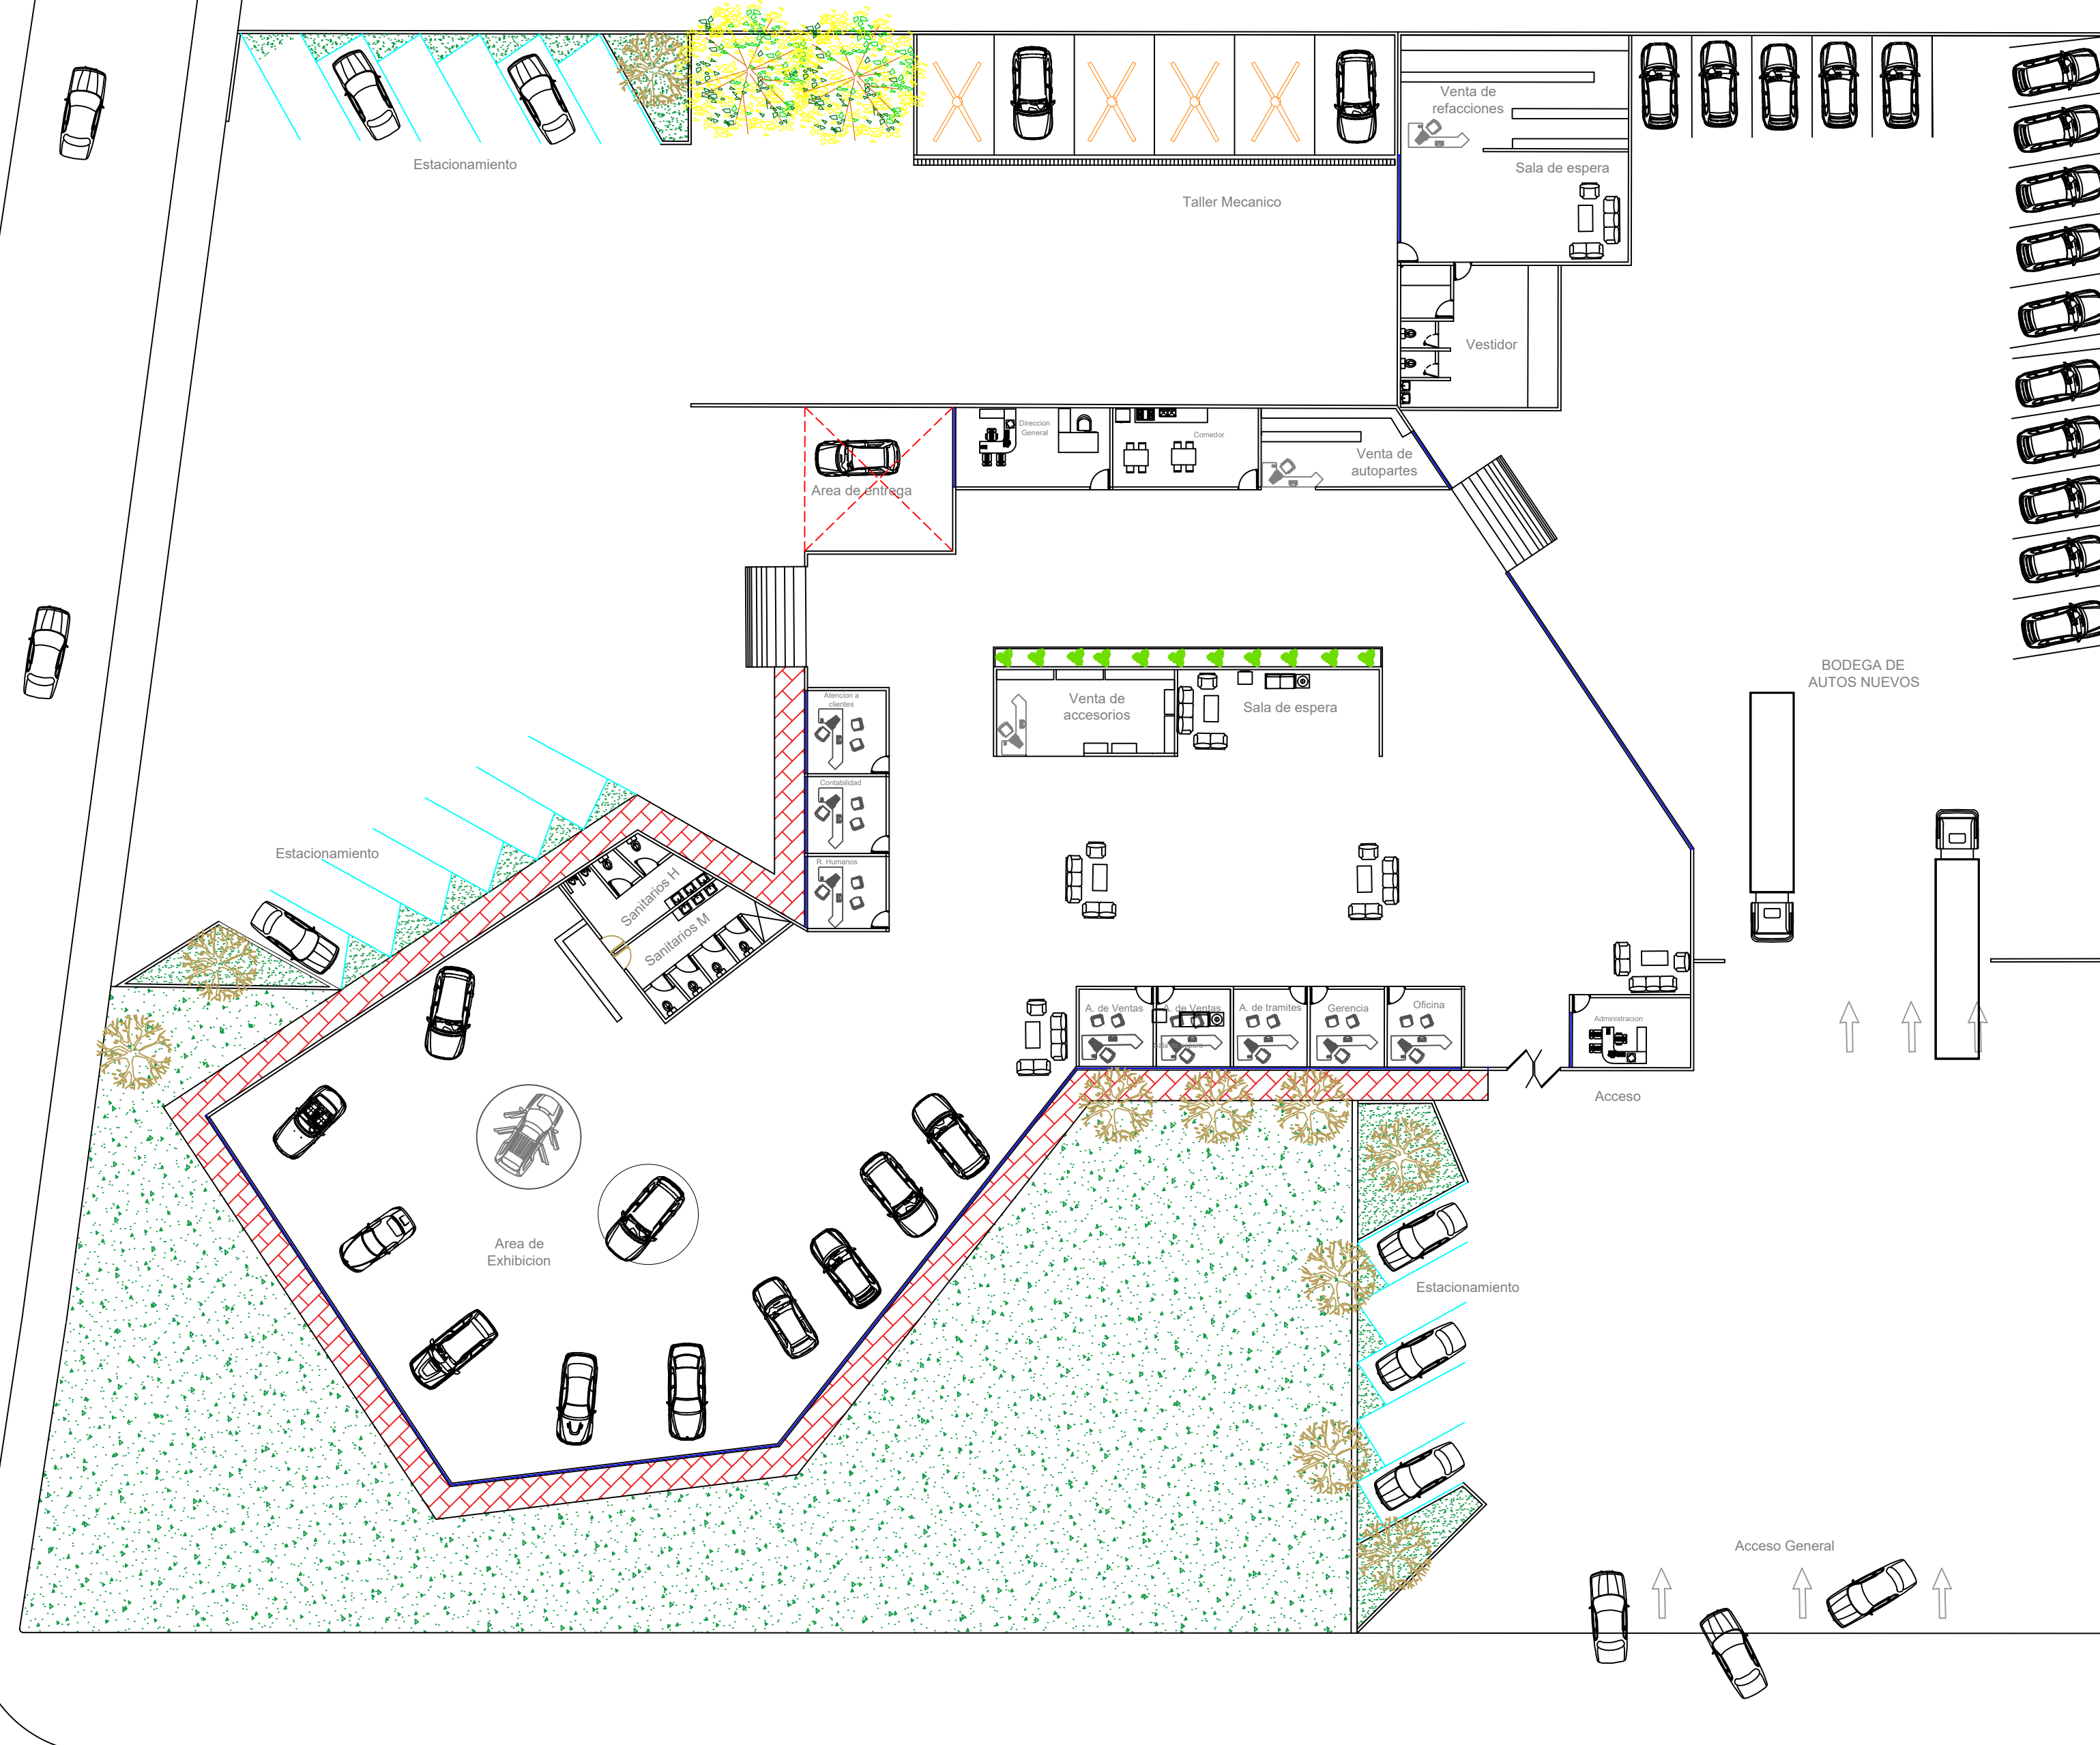 Estacionamiento
Taller Mecanico
Venta de
refacciones
Sala de espera
Vestidor
Direccion
General
Comedor
Venta de
autopartes
Area de entrega
BODEGA DE
AUTOS NUEVOS
Atencion a
clientes
Venta de
accesorios
Sala de espera
Contabilidad
R. Humanos
Estacionamiento
Sanitarios H
Sanitarios M
A. de Ventas
A. de Ventas
A. de tramites
Gerencia
Oficina
Administracion
Acceso
Area de
Exhibicion
Estacionamiento
Acceso General